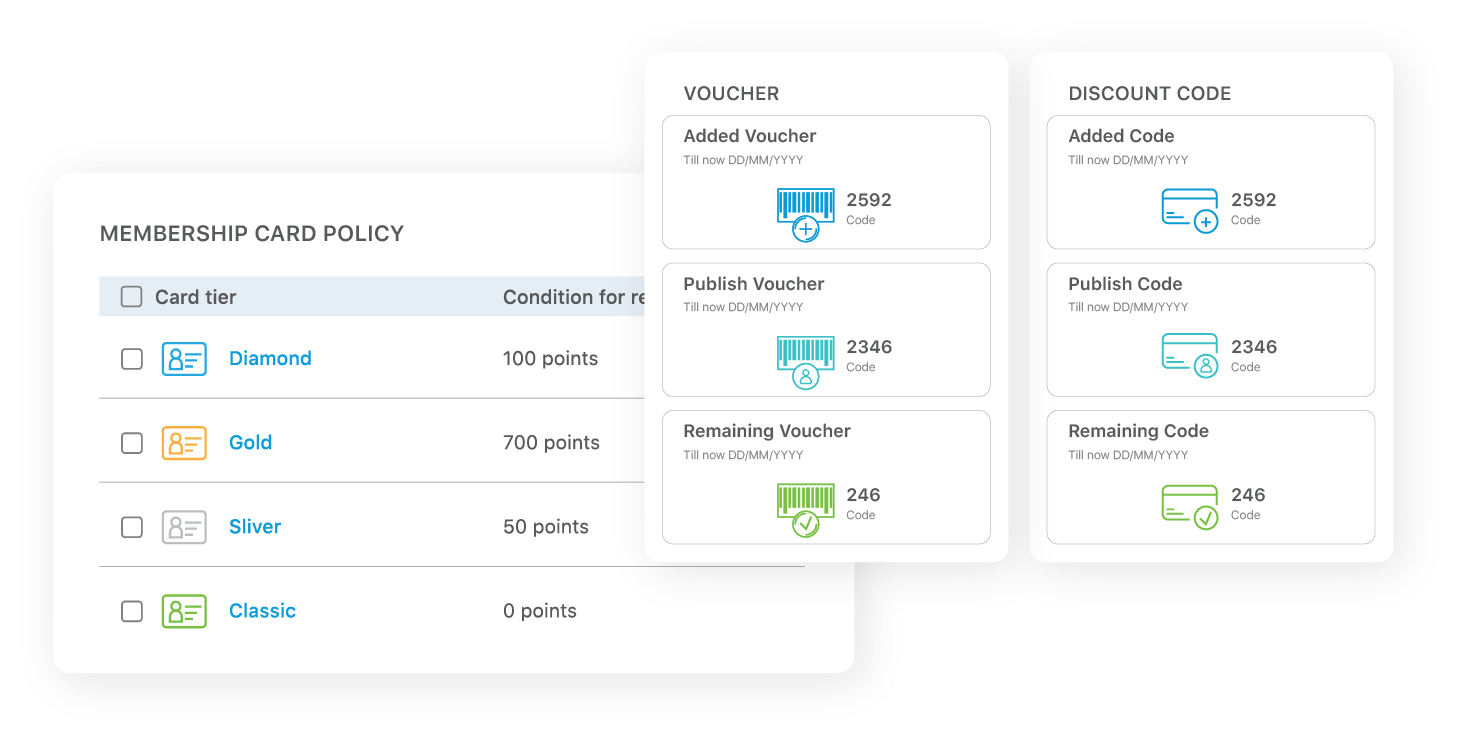 MEMBERSHIP CARD POLICY
Card tier Condition for re
Diamond 100 points
Gold 700 points
Sliver 50 points
Classic 0 points
VOUCHER
Added Voucher
Till now DD/MM/YYYY
2592
Code
Publish Voucher
Till now DD/MM/YYYY
2346
Code
Remaining Voucher
Till now DD/MM/YYYY
246
Code
DISCOUNT CODE
Added Code
Till now DD/MM/YYYY
2592
Code
Publish Code
Till now DD/MM/YYYY
2346
Code
Remaining Code
Till now DD/MM/YYYY
246
Code